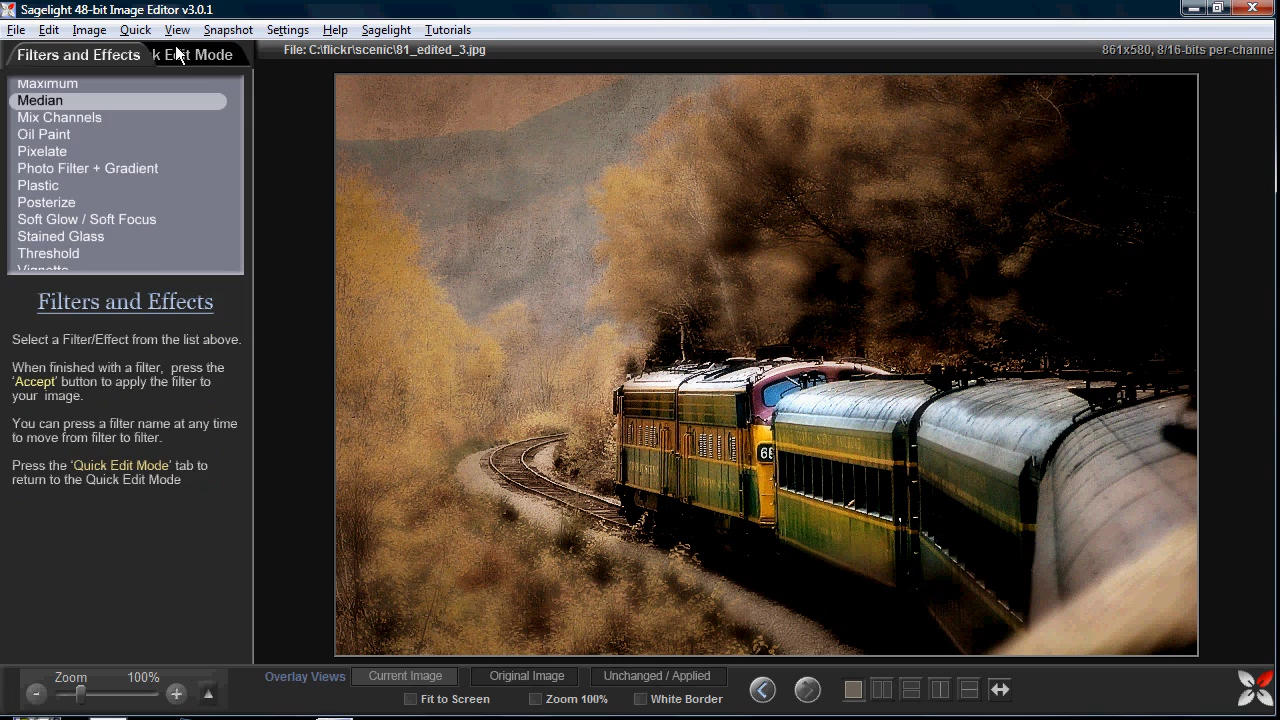 Sagelight 48-bit Image Editor v3.0.1
File Edit Image Quick View Snapshot Settings Help Sagelight Tutorials
Filters and Effects k Edit Mode
File: C:\flickr\scenic\81_edited_3.jpg
861x580, 8/16-bits per-channe
Maximum
Median
Mix Channels
Oil Paint
Pixelate
Photo Filter + Gradient
Plastic
Posterize
Soft Glow / Soft Focus
Stained Glass
Threshold
Vignette
Filters and Effects
Select a Filter/Effect from the list above.
When finished with a filter, press the
'Accept' button to apply the filter to
your image.
You can press a filter name at any time
to move from filter to filter.
Press the 'Quick Edit Mode' tab to
return to the Quick Edit Mode
Zoom 100%
Overlay Views Current Image Original Image Unchanged / Applied
Fit to Screen Zoom 100% White Border